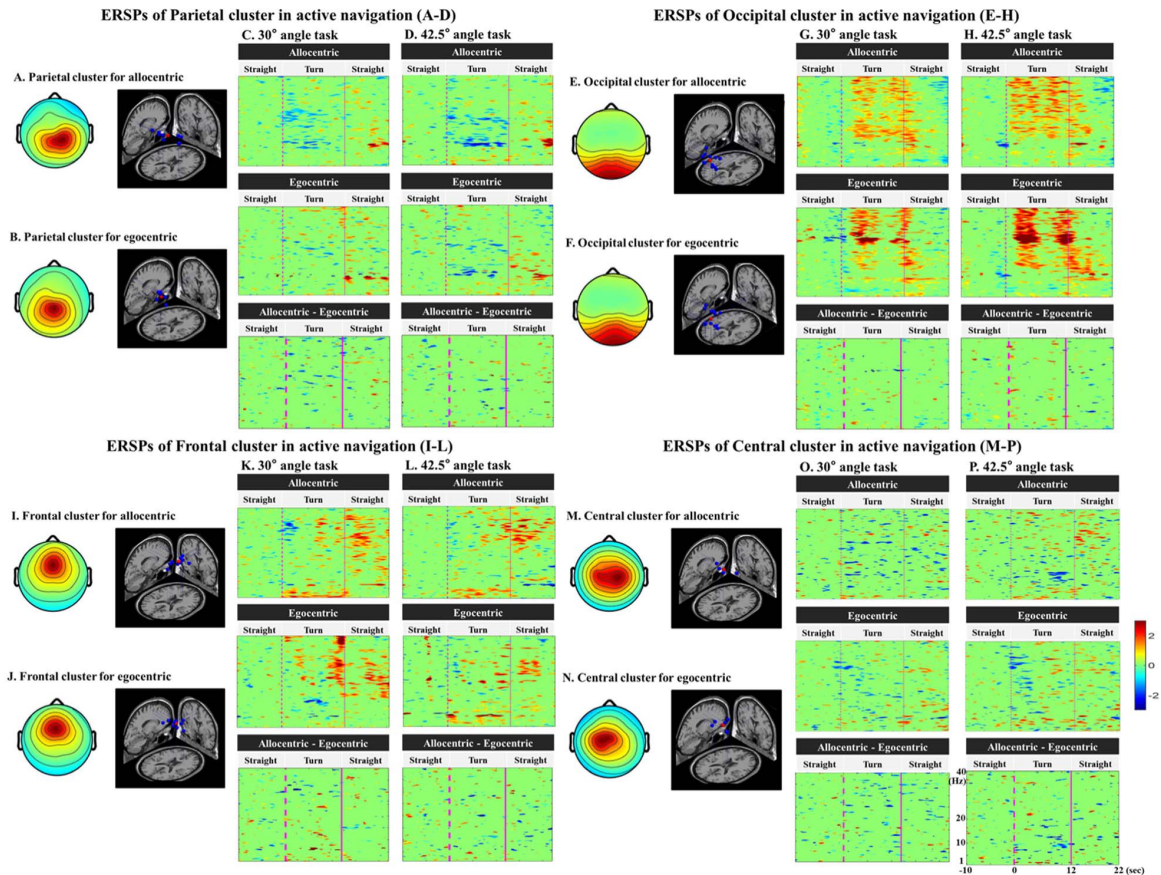 ERSPs of Parietal cluster in active navigation (A-D)
C. 30° angle task D. 42.5° angle task
Allocentric Allocentric
Straight Turn Straight Straight Turn Straight
A. Parietal cluster for allocentric
Egocentric Egocentric
Straight Turn Straight Straight Turn Straight
B. Parietal cluster for egocentric
Allocentric - Egocentric Allocentric - Egocentric
Straight Turn Straight Straight Turn Straight
ERSPs of Occipital cluster in active navigation (E-H)
G. 30° angle task H. 42.5° angle task
Allocentric Allocentric
Straight Turn Straight Straight Turn Straight
E. Occipital cluster for allocentric
Egocentric Egocentric
Straight Turn Straight Straight Turn Straight
F. Occipital cluster for egocentric
Allocentric - Egocentric Allocentric - Egocentric
Straight Turn Straight Straight Turn Straight
ERSPs of Frontal cluster in active navigation (I-L)
K. 30° angle task L. 42.5° angle task
Allocentric Allocentric
Straight Turn Straight Straight Turn Straight
I. Frontal cluster for allocentric
Egocentric Egocentric
Straight Turn Straight Straight Turn Straight
J. Frontal cluster for egocentric
Allocentric - Egocentric Allocentric - Egocentric
Straight Turn Straight Straight Turn Straight
ERSPs of Central cluster in active navigation (M-P)
O. 30° angle task P. 42.5° angle task
Allocentric Allocentric
Straight Turn Straight Straight Turn Straight
M. Central cluster for allocentric
Egocentric Egocentric
Straight Turn Straight Straight Turn Straight
2
0
-2
N. Central cluster for egocentric
Allocentric - Egocentric Allocentric - Egocentric
Straight Turn Straight Straight Turn Straight
40
(Hz)
20
10
1
-10 0 12 22 (sec)